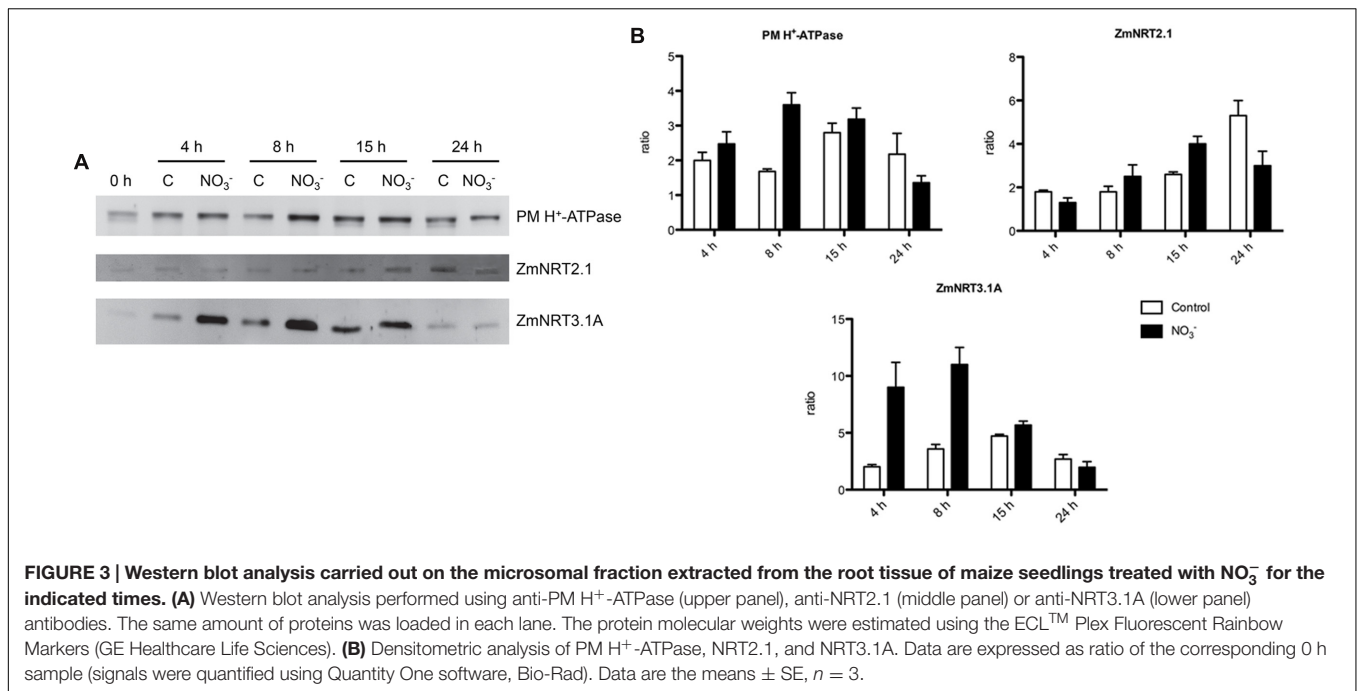 A
4 h 8 h 15 h 24 h
0 h C NO₃⁻ C NO₃⁻ C NO₃⁻ C NO₃⁻
PM H⁺-ATPase
ZmNRT2.1
ZmNRT3.1A
B
PM H⁺-ATPase
ratio
5
4
3
2
1
0
4 h 8 h 15 h 24 h
ZmNRT2.1
ratio
8
6
4
2
0
4 h 8 h 15 h 24 h
ZmNRT3.1A
ratio
15
10
5
0
4 h 8 h 15 h 24 h
Control
NO₃⁻
FIGURE 3 | Western blot analysis carried out on the microsomal fraction extracted from the root tissue of maize seedlings treated with NO₃⁻ for the
indicated times. (A) Western blot analysis performed using anti-PM H⁺-ATPase (upper panel), anti-NRT2.1 (middle panel) or anti-NRT3.1A (lower panel)
antibodies. The same amount of proteins was loaded in each lane. The protein molecular weights were estimated using the ECL™ Plex Fluorescent Rainbow
Markers (GE Healthcare Life Sciences). (B) Densitometric analysis of PM H⁺-ATPase, NRT2.1, and NRT3.1A. Data are expressed as ratio of the corresponding 0 h
sample (signals were quantified using Quantity One software, Bio-Rad). Data are the means ± SE, n = 3.